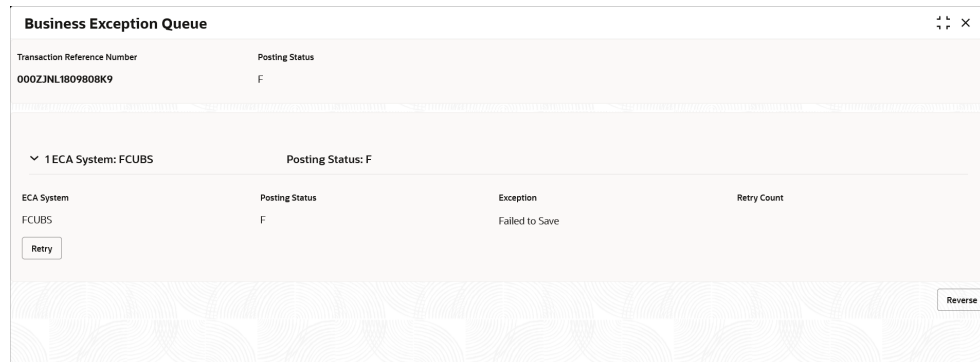 Business Exception Queue
Transaction Reference Number Posting Status
000ZJNL1809808K9 F
1 ECA System: FCUBS Posting Status: F
ECA System Posting Status Exception Retry Count
FCUBS F Failed to Save
Retry
Reverse